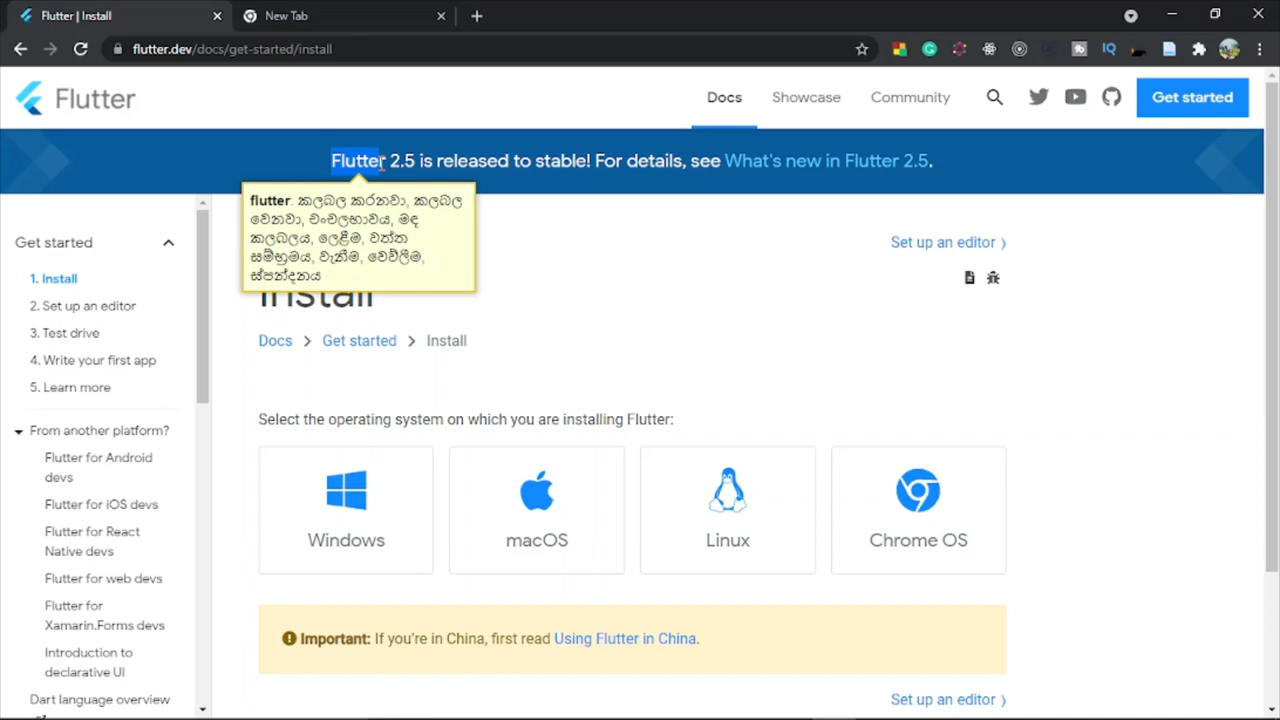 Flutter | Install
New Tab
flutter.dev/docs/get-started/install
Flutter
Docs
Showcase
Community
Get started
Flutter 2.5 is released to stable! For details, see What's new in Flutter 2.5.
flutter: කලබල කරනවා, කලබල
වෙනවා, චංචලභාවය, මඳ
කලබලය, ලෙළීම, වත්ත
සම්භ්‍රමය, වැනීම, වෙව්ලීම,
ස්පන්දනය
Get started
1. Install
2. Set up an editor
3. Test drive
4. Write your first app
5. Learn more
From another platform?
Flutter for Android
devs
Flutter for iOS devs
Flutter for React
Native devs
Flutter for web devs
Flutter for
Xamarin.Forms devs
Introduction to
declarative UI
Dart language overview
Set up an editor
Install
Docs
Get started
Install
Select the operating system on which you are installing Flutter:
Windows
macOS
Linux
Chrome OS
Important: If you're in China, first read Using Flutter in China.
Set up an editor